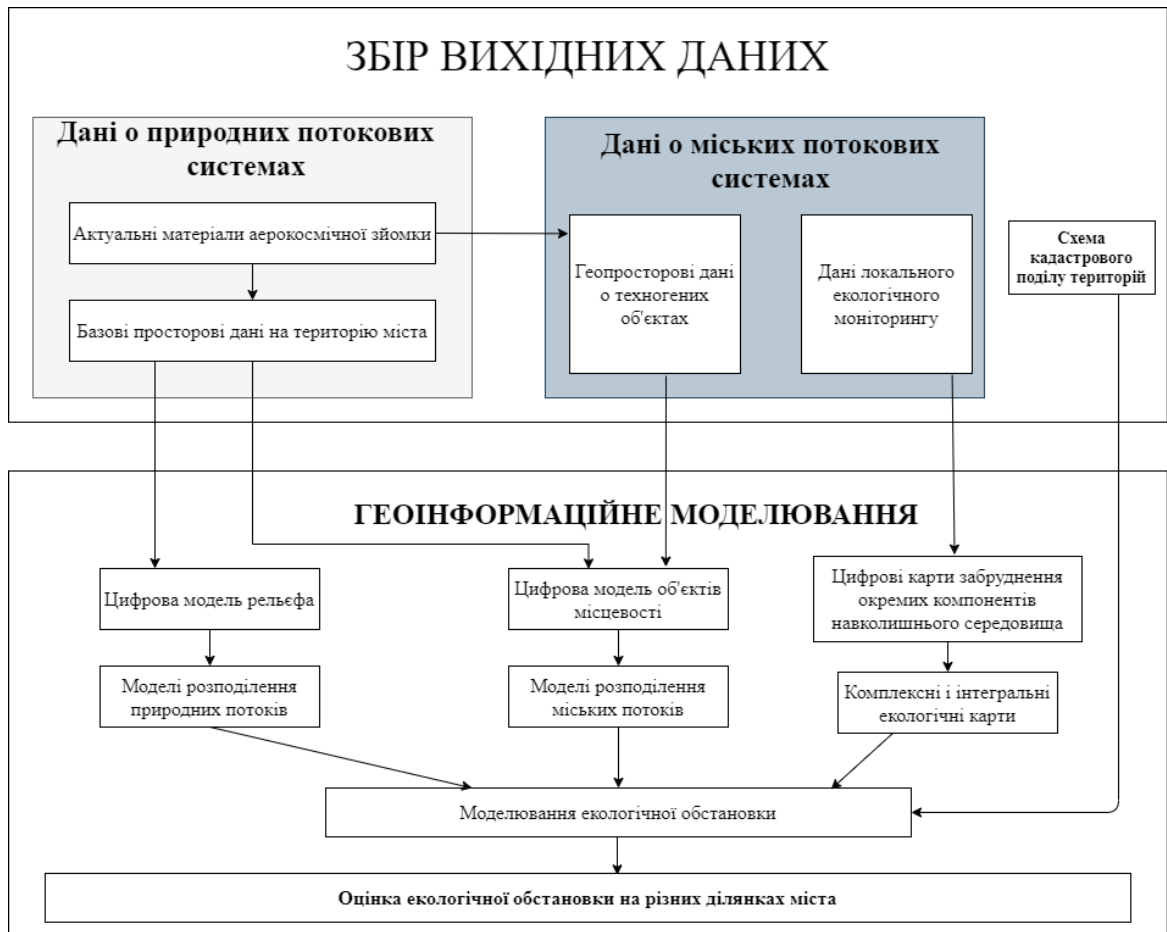 ЗБІР ВИХІДНИХ ДАНИХ
Дані о природних потокових
системах
Актуальні матеріали аерокосмічної зйомки
Базові просторові дані на територію міста
Дані о міських потокових
системах
Геопросторові дані
о техногених
об'єктах
Дані локального
екологічного
моніторингу
Схема
кадастрового
поділу територій
ГЕОІНФОРМАЦІЙНЕ МОДЕЛЮВАННЯ
Цифрова модель рельєфа
Цифрова модель об'єктів
місцевості
Цифрові карти забруднення
окремих компонентів
навколишнього середовища
Моделі розподілення
природних потоків
Моделі розподілення
міських потоків
Комплексні і інтегральні
екологічні карти
Моделювання екологічної обстановки
Оцінка екологічної обстановки на різних ділянках міста